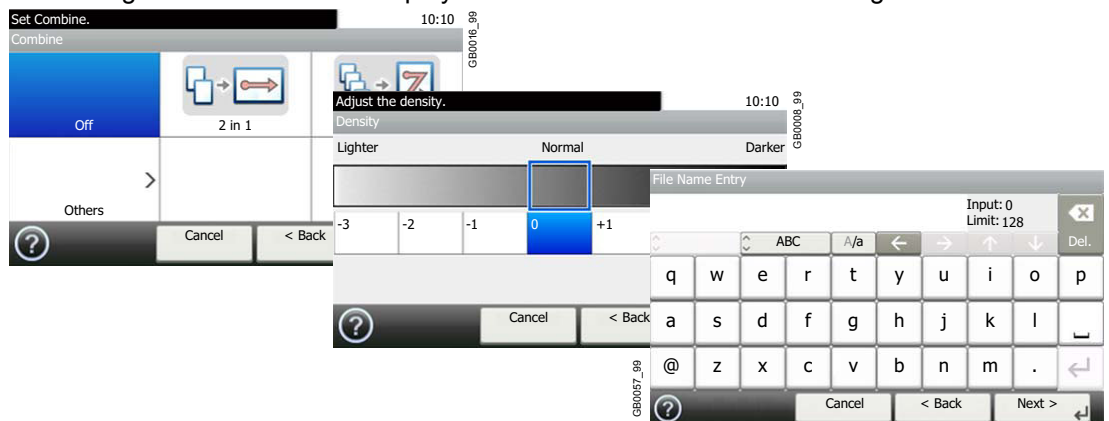 Set Combine. 10:10
Combine
Off
2 in 1
Others
Cancel
< Back
GB0016_99
Adjust the density. 10:10
Density
Lighter Normal Darker
-3 -2 -1 0 +1
Cancel
< Back
GB0008_99
File Name Entry
Input: 0
Limit: 128
ABC A/a Del.
q w e r t y u i o p
a s d f g h j k l
@ z x c v b n m .
Cancel < Back Next >
GB0057_99